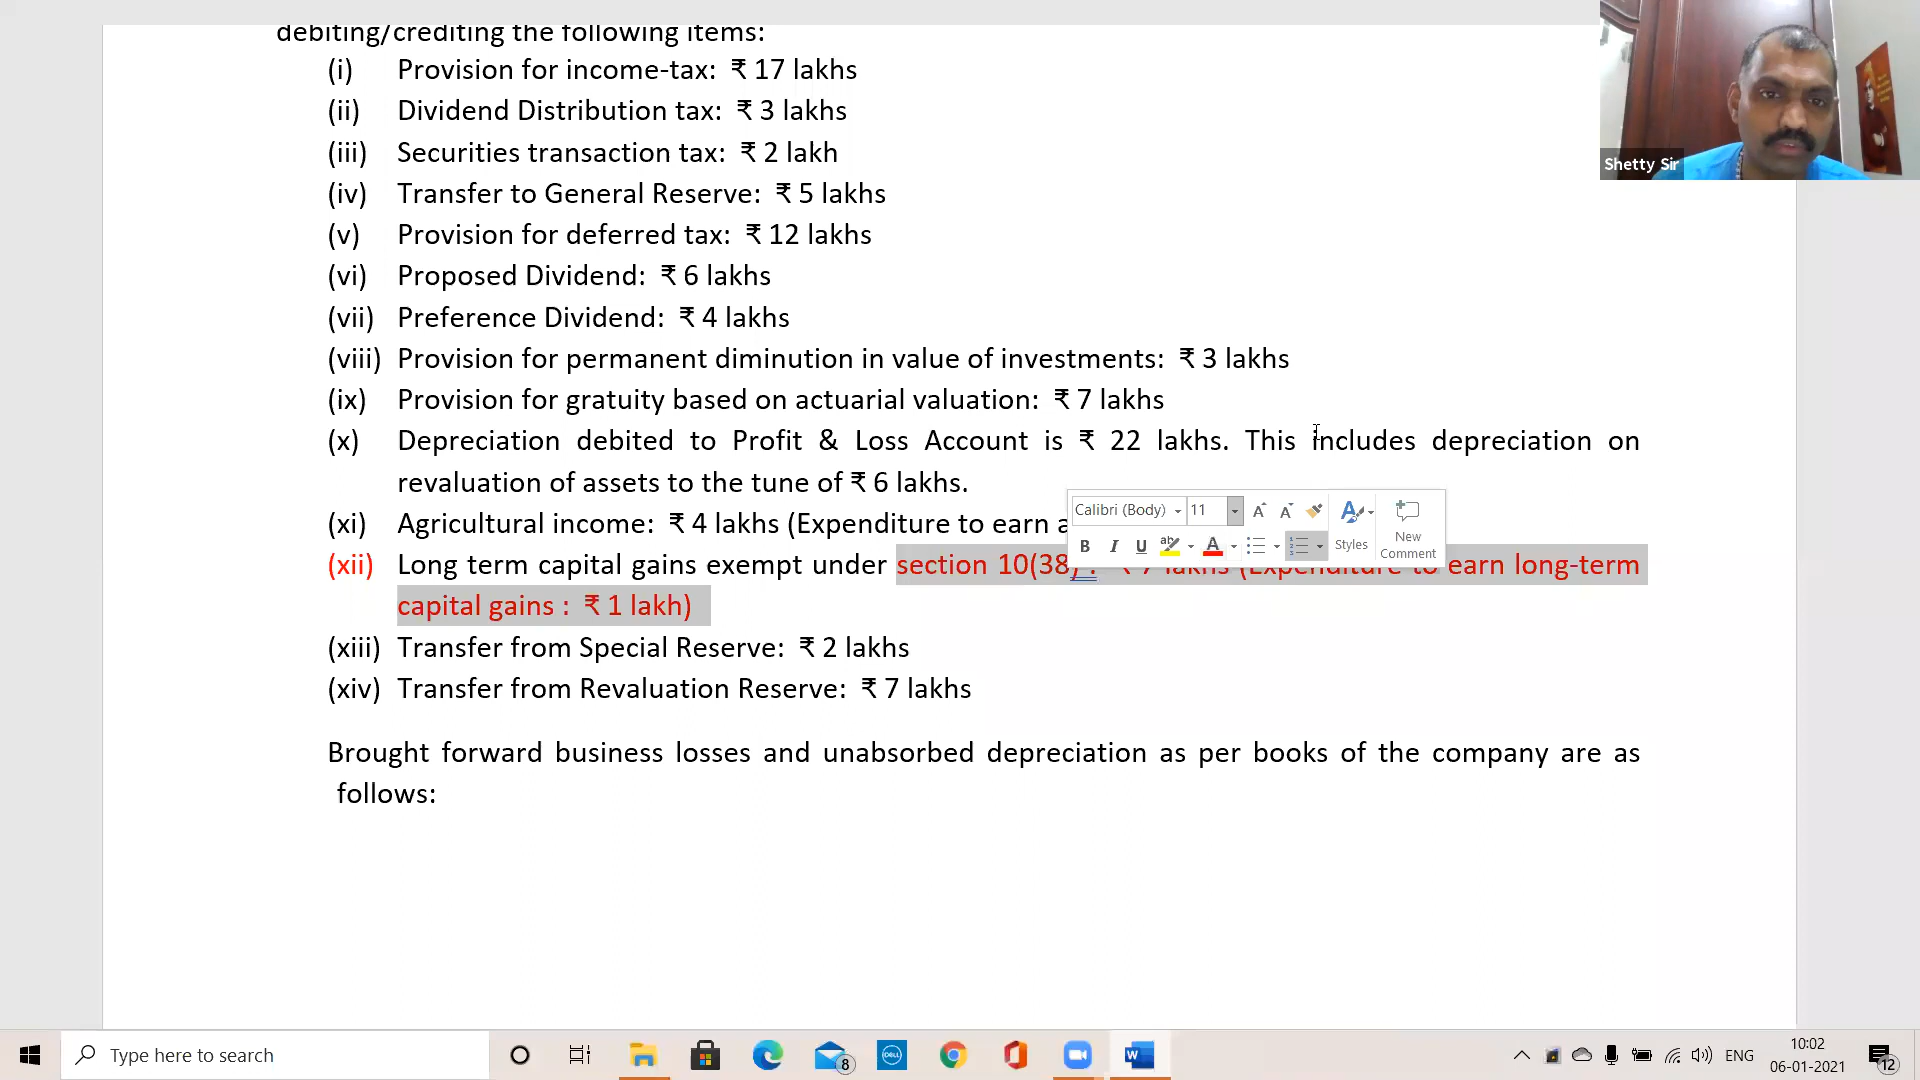 debiting/crediting the following items:
(i) Provision for income-tax: ₹ 17 lakhs
(ii) Dividend Distribution tax: ₹ 3 lakhs
(iii) Securities transaction tax: ₹ 2 lakh
(iv) Transfer to General Reserve: ₹ 5 lakhs
(v) Provision for deferred tax: ₹ 12 lakhs
(vi) Proposed Dividend: ₹ 6 lakhs
(vii) Preference Dividend: ₹ 4 lakhs
(viii) Provision for permanent diminution in value of investments: ₹ 3 lakhs
(ix) Provision for gratuity based on actuarial valuation: ₹ 7 lakhs
(x) Depreciation debited to Profit & Loss Account is ₹ 22 lakhs. This includes depreciation on
revaluation of assets to the tune of ₹ 6 lakhs.
(xi) Agricultural income: ₹ 4 lakhs (Expenditure to earn a
(xii) Long term capital gains exempt under section 10(38) : ₹ 7 lakhs (Expenditure to earn long-term
capital gains : ₹ 1 lakh)
(xiii) Transfer from Special Reserve: ₹ 2 lakhs
(xiv) Transfer from Revaluation Reserve: ₹ 7 lakhs
Brought forward business losses and unabsorbed depreciation as per books of the company are as
follows:
Shetty Sir
Calibri (Body) 11 A A A New
B I U ab A Styles Comment
Type here to search
DELL
8
W
ENG
10:02
06-01-2021
12